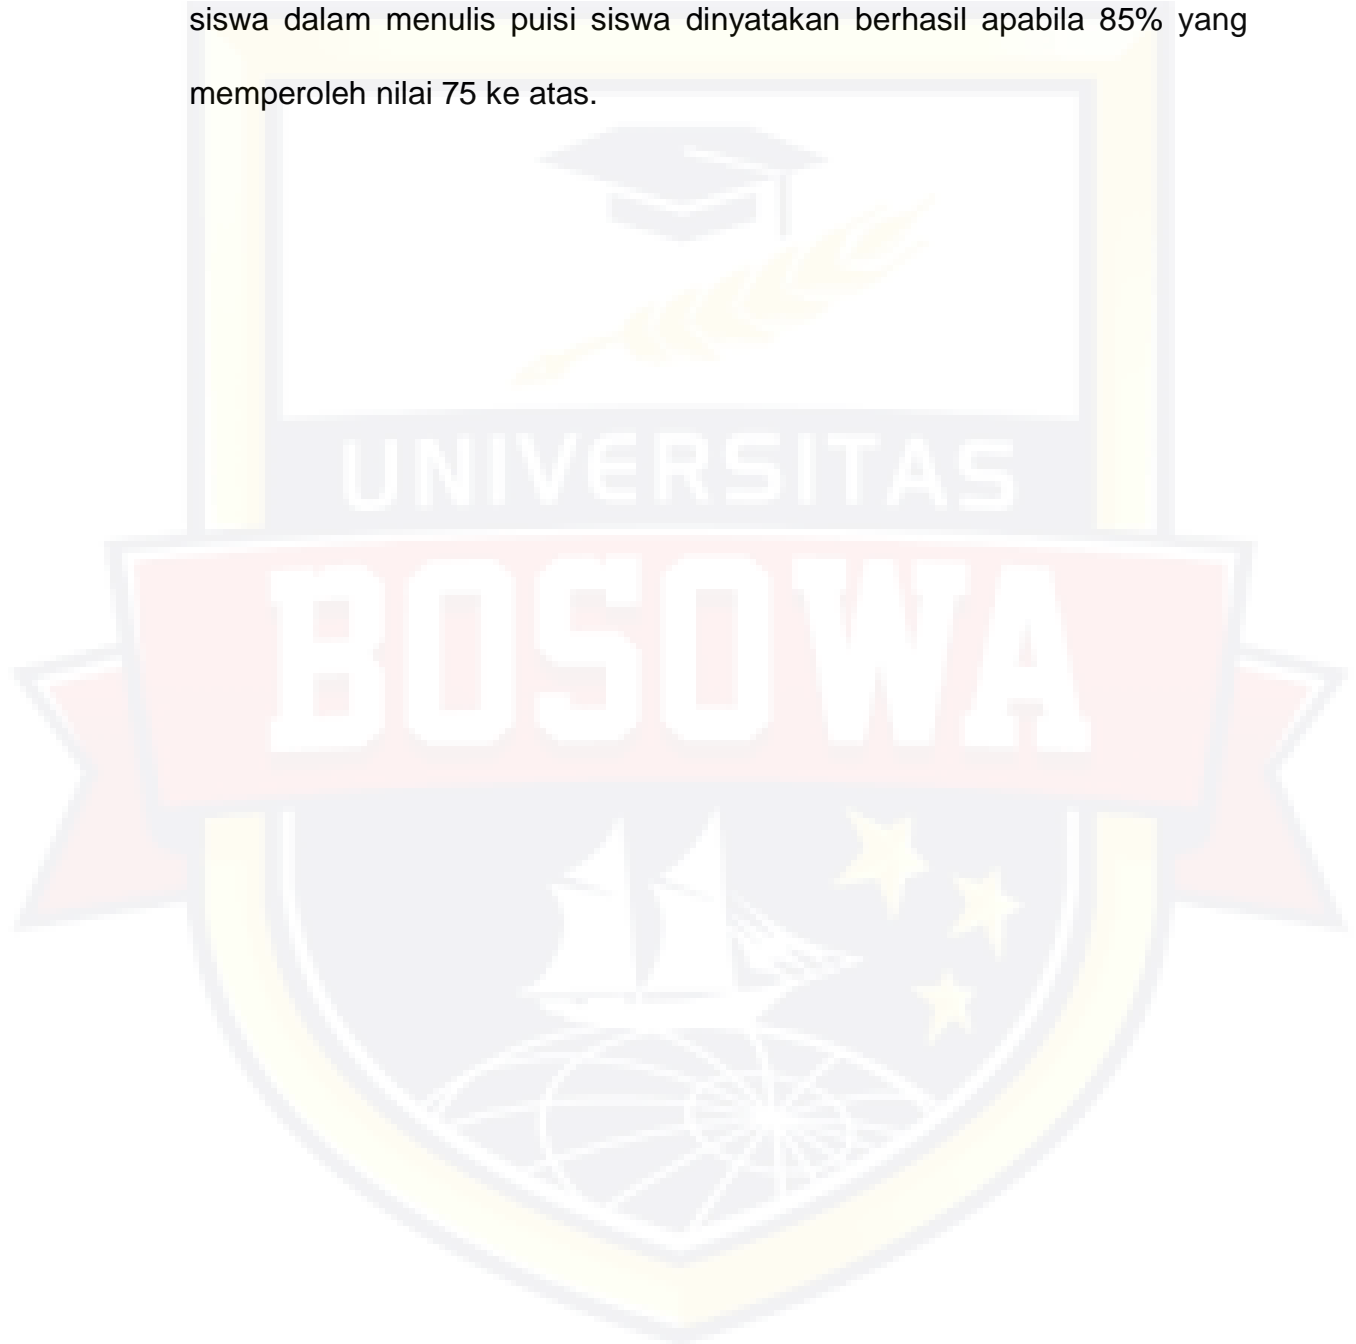 siswa dalam menulis puisi siswa dinyatakan berhasil apabila 85% yang
memperoleh nilai 75 ke atas.
UNIVERSITAS
BOSOWA